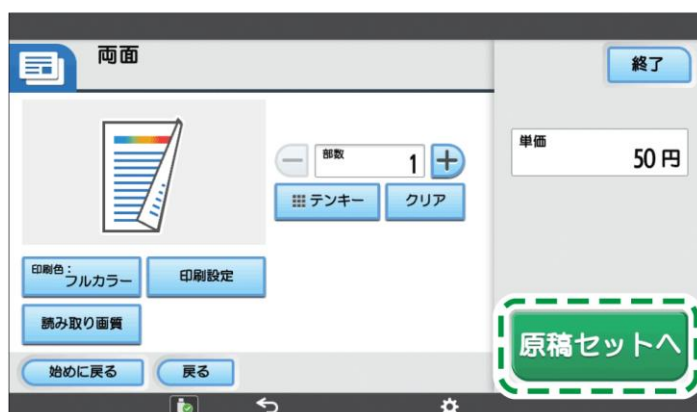 両面
終了
部数
1
単価
50 円
テンキー
クリア
印刷色：
フルカラー
印刷設定
読み取り画質
原稿セットへ
始めに戻る
戻る